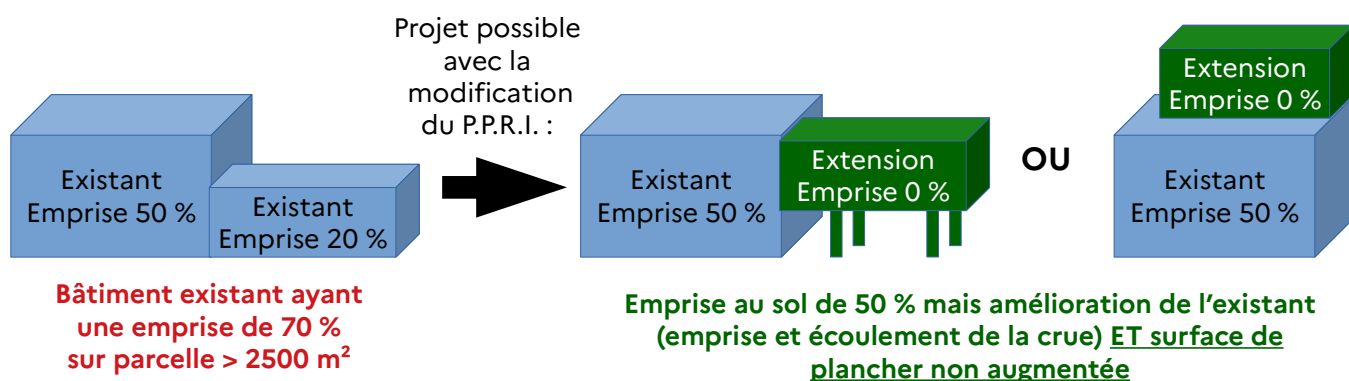 Existant
Emprise 50 %
Existant
Emprise 20 %
Bâtiment existant ayant
une emprise de 70 %
sur parcelle > 2500 m²
Projet possible
avec la
modification
du P.P.R.I. :
Existant
Emprise 50 %
Extension
Emprise 0 %
OU
Extension
Emprise 0 %
Existant
Emprise 50 %
Emprise au sol de 50 % mais amélioration de l’existant
(emprise et écoulement de la crue) ET surface de
plancher non augmentée